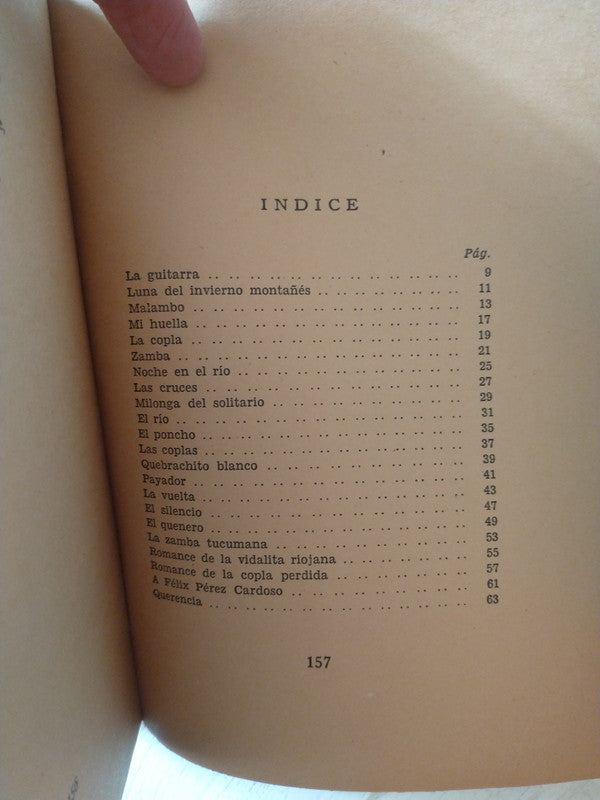 INDICE
Pág.
La guitarra .. .. .. .. .. .. .. .. .. .. .. .. .. 9
Luna del invierno montañés .. .. .. .. .. .. .. 11
Malambo .. .. .. .. .. .. .. .. .. .. .. .. .. 13
Mi huella .. .. .. .. .. .. .. .. .. .. .. .. .. 17
La copla .. .. .. .. .. .. .. .. .. .. .. .. .. 19
Zamba .. .. .. .. .. .. .. .. .. .. .. .. .. .. 21
Noche en el río .. .. .. .. .. .. .. .. .. .. .. 25
Las cruces .. .. .. .. .. .. .. .. .. .. .. .. 27
Milonga del solitario .. .. .. .. .. .. .. .. .. 29
El río .. .. .. .. .. .. .. .. .. .. .. .. .. .. 31
El poncho .. .. .. .. .. .. .. .. .. .. .. .. 35
Las coplas .. .. .. .. .. .. .. .. .. .. .. .. 37
Quebrachito blanco .. .. .. .. .. .. .. .. .. 39
Payador .. .. .. .. .. .. .. .. .. .. .. .. .. 41
La vuelta .. .. .. .. .. .. .. .. .. .. .. .. 43
El silencio .. .. .. .. .. .. .. .. .. .. .. .. 47
El quenero .. .. .. .. .. .. .. .. .. .. .. .. 49
La zamba tucumana .. .. .. .. .. .. .. .. .. 53
Romance de la vidalita riojana .. .. .. .. .. .. 55
Romance de la copla perdida .. .. .. .. .. .. 57
A Félix Pérez Cardoso .. .. .. .. .. .. .. .. 61
Querencia .. .. .. .. .. .. .. .. .. .. .. .. 63
157